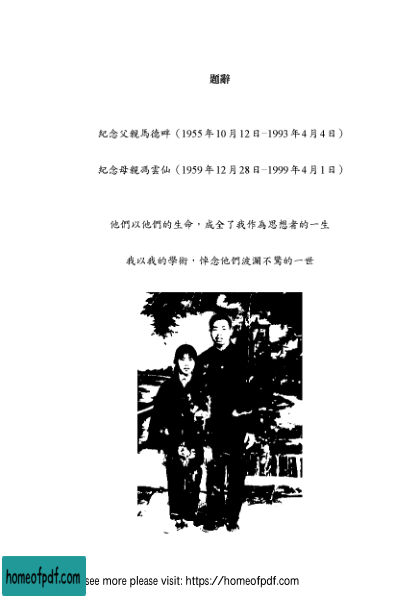 題辭
紀念父親馬德畔（1955年10月12日-1993年4月4日）
紀念母親馮雲仙（1959年12月28日-1999年4月1日）
他們以他們的生命，成全了我作為思想者的一生
我以我的學術，悼念他們波瀾不驚的一世
homeofpdf.com
see more please visit: https://homeofpdf.com